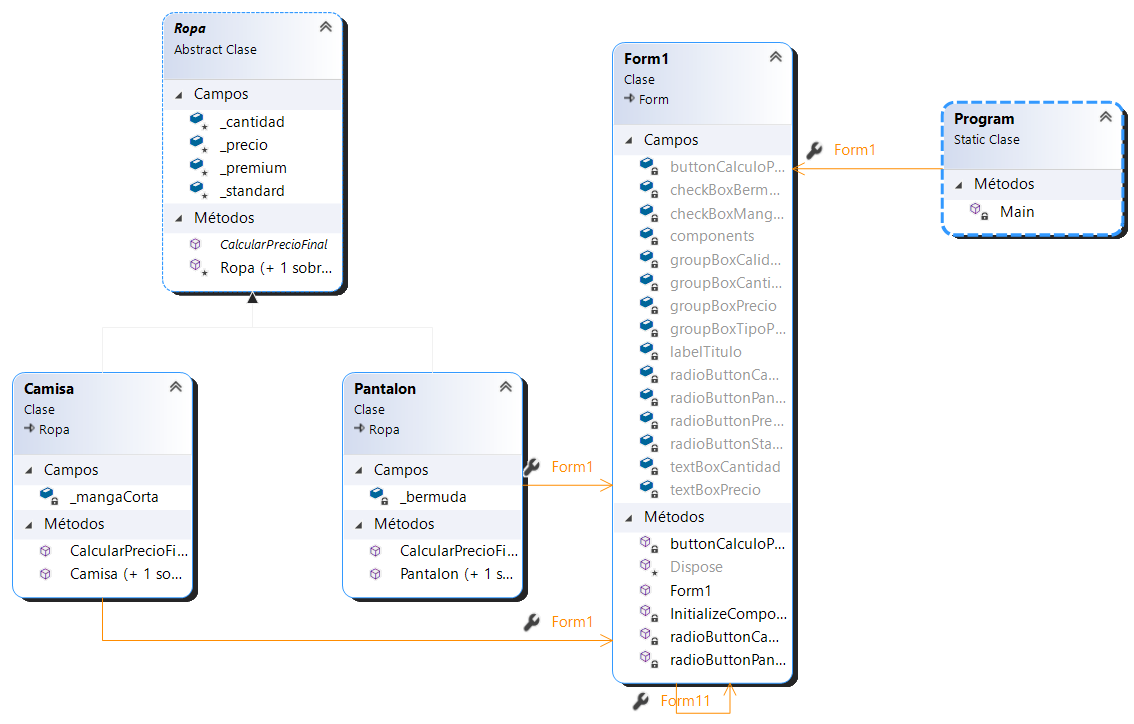 Ropa
Abstract Clase
Campos
_cantidad
_precio
_premium
_standard
Métodos
CalcularPrecioFinal
Ropa (+ 1 sobr...
Camisa
Clase
Ropa
Campos
_mangaCorta
Métodos
CalcularPrecioFi...
Camisa (+ 1 so...
Pantalon
Clase
Ropa
Campos
_bermuda
Métodos
CalcularPrecioFi...
Pantalon (+ 1 s...
Form1
Form1
Form1
Clase
Form
Campos
buttonCalculoP...
checkBoxBerm...
checkBoxMang...
components
groupBoxCalid...
groupBoxCanti...
groupBoxPrecio
groupBoxTipoP...
labelTitulo
radioButtonCa...
radioButtonPan...
radioButtonPre...
radioButtonSta...
textBoxCantidad
textBoxPrecio
Métodos
buttonCalculoP...
Dispose
Form1
InitializeCompo...
radioButtonCa...
radioButtonPan...
Form11
Form1
Program
Static Clase
Métodos
Main